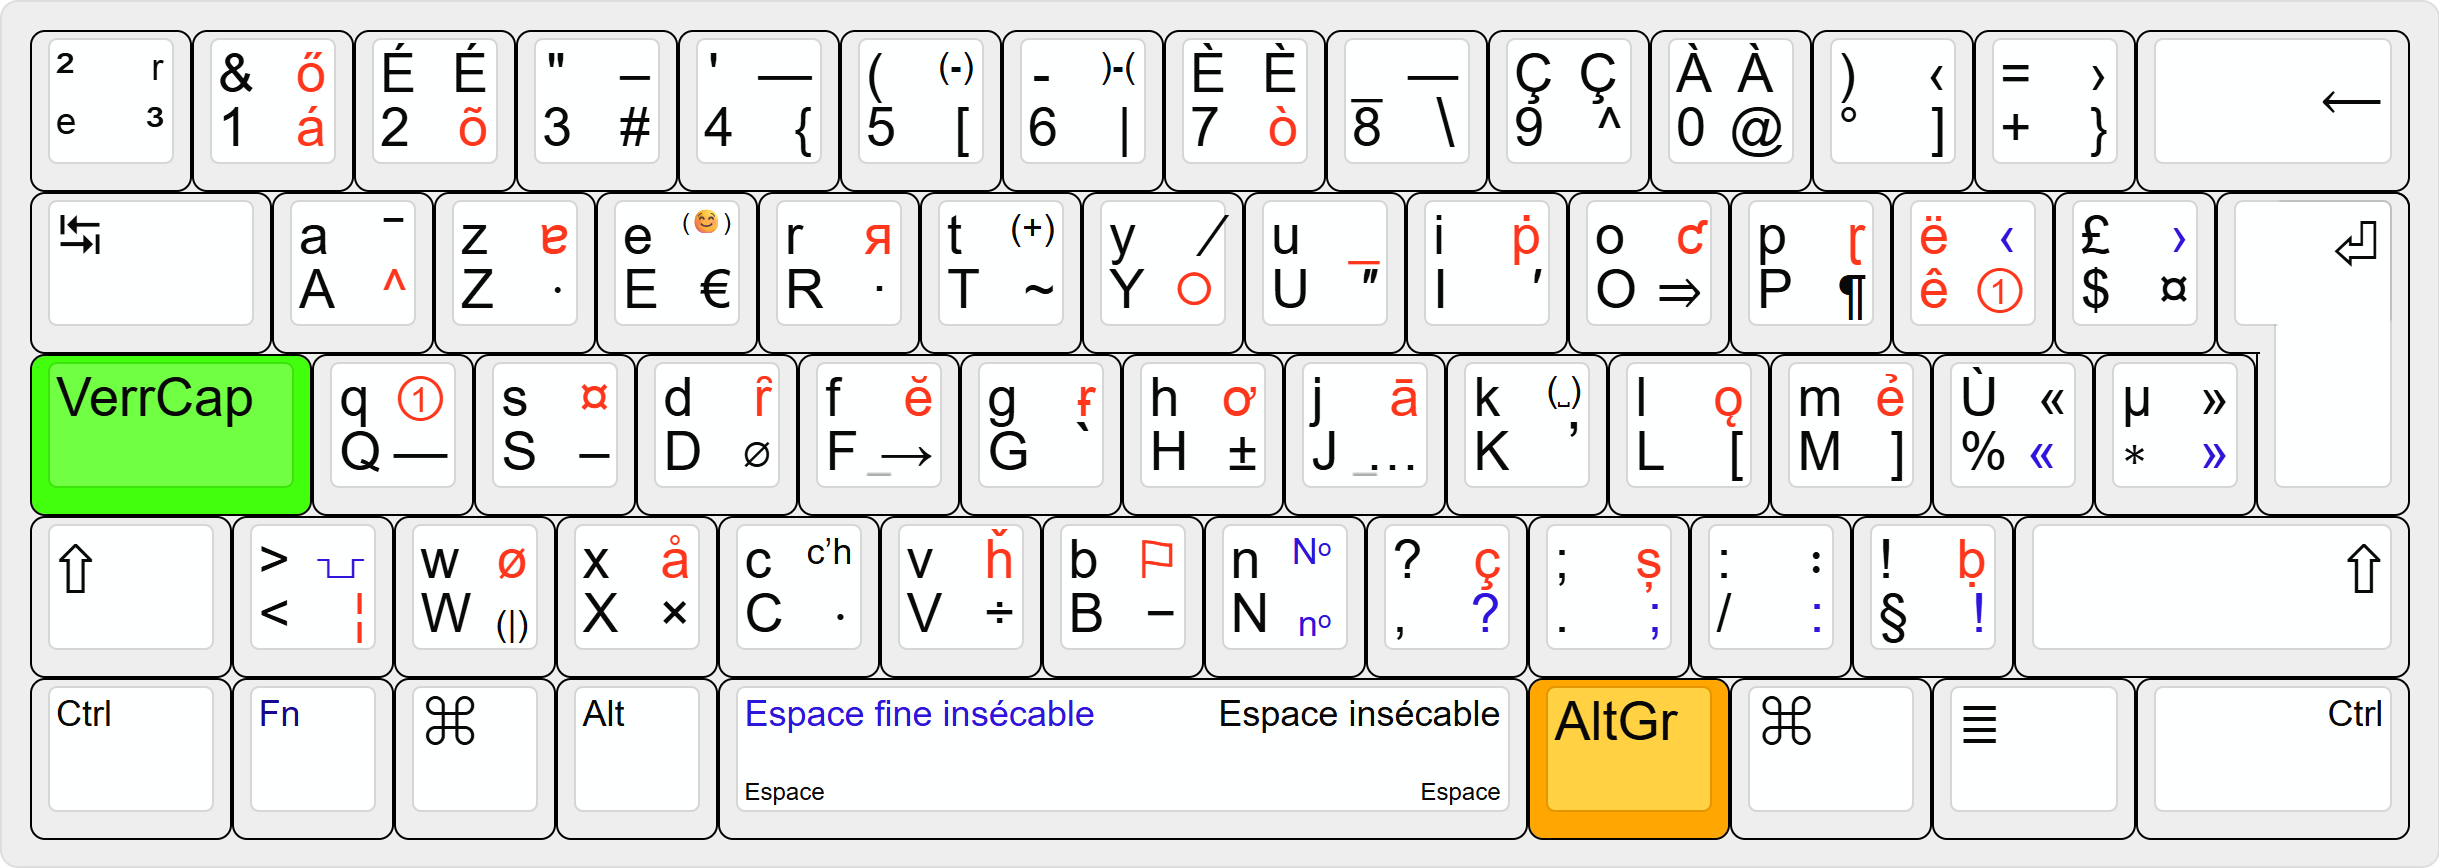 ² r & ő É É " – ' — ( (-) - )-( È È — Ç Ç À À ) ‹ = › ←
e ³ 1 á 2 õ 3 # 4 { 5 [ 6 | 7 ò _ 8 \ 9 ^ 0 @ ° ] + }
↹ a ¯ z ɐ e (😊) r ᴙ t (+) y ⁄ u _ i ṗ o ƈ p ɽ ë ‹ £ › ⏎
A ^ Z · E € R · T ~ Y ○ U ″ I ′ O ⇒ P ¶ ê ① $ ¤
VerrCap q ① s ¤ d ȓ f ĕ g ɍ h ơ j ā k (⎵) l ǫ m ẻ Ù « µ »
Q — S – D ⌀ F _→ G ` H ± J _… K ’ L [ M ] % « * »
⇧ > w ø x å c c’h v ȟ b ⚐ n Nº ? ç ; ș : : ! ḅ ⇧
< ¦ W (|) X × C · V ÷ B − N nº , ? . ; / : § !
Ctrl Fn ⌘ Alt Espace fine insécable Espace insécable AltGr ⌘ ≣ Ctrl
Espace Espace